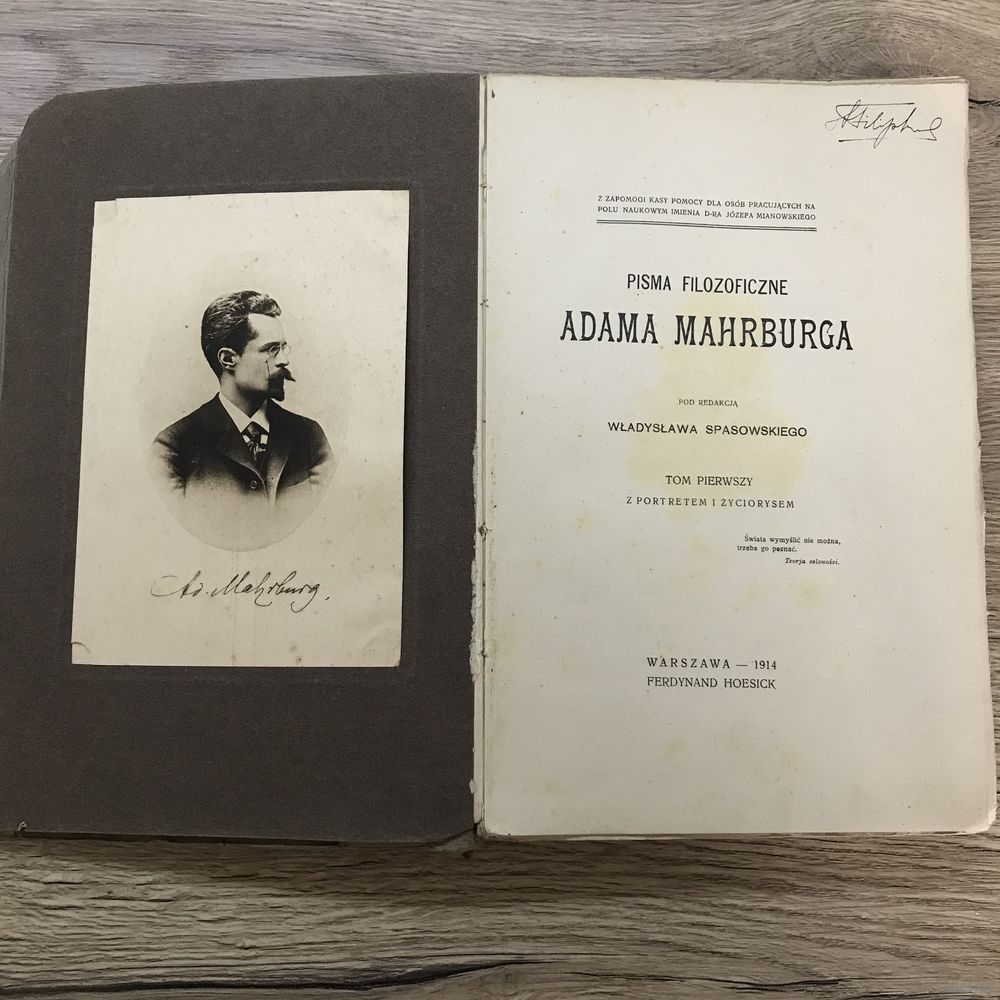 Ad. Mahrburg.
Z ZAPOMOGI KASY POMOCY DLA OSÓB PRACUJĄCYCH NA
POLU NAUKOWYM IMIENIA D-RA JÓZEFA MIANOWSKIEGO
PISMA FILOZOFICZNE
ADAMA MAHRBURGA
POD REDAKCJĄ
WŁADYSŁAWA SPASOWSKIEGO
TOM PIERWSZY
Z PORTRETEM I ŻYCIORYSEM
Świata wymyślić nie można,
trzeba go poznać.
Teorja celowości.
WARSZAWA — 1914
FERDYNAND HOESICK